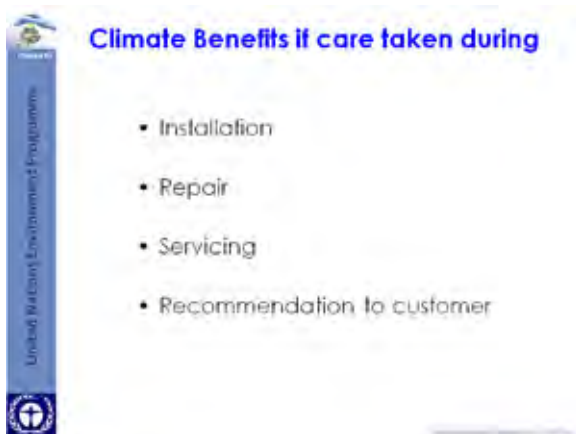 Climate Benefits if care taken during
• Installation
• Repair
• Servicing
• Recommendation to customer
United Nations Environment Programme